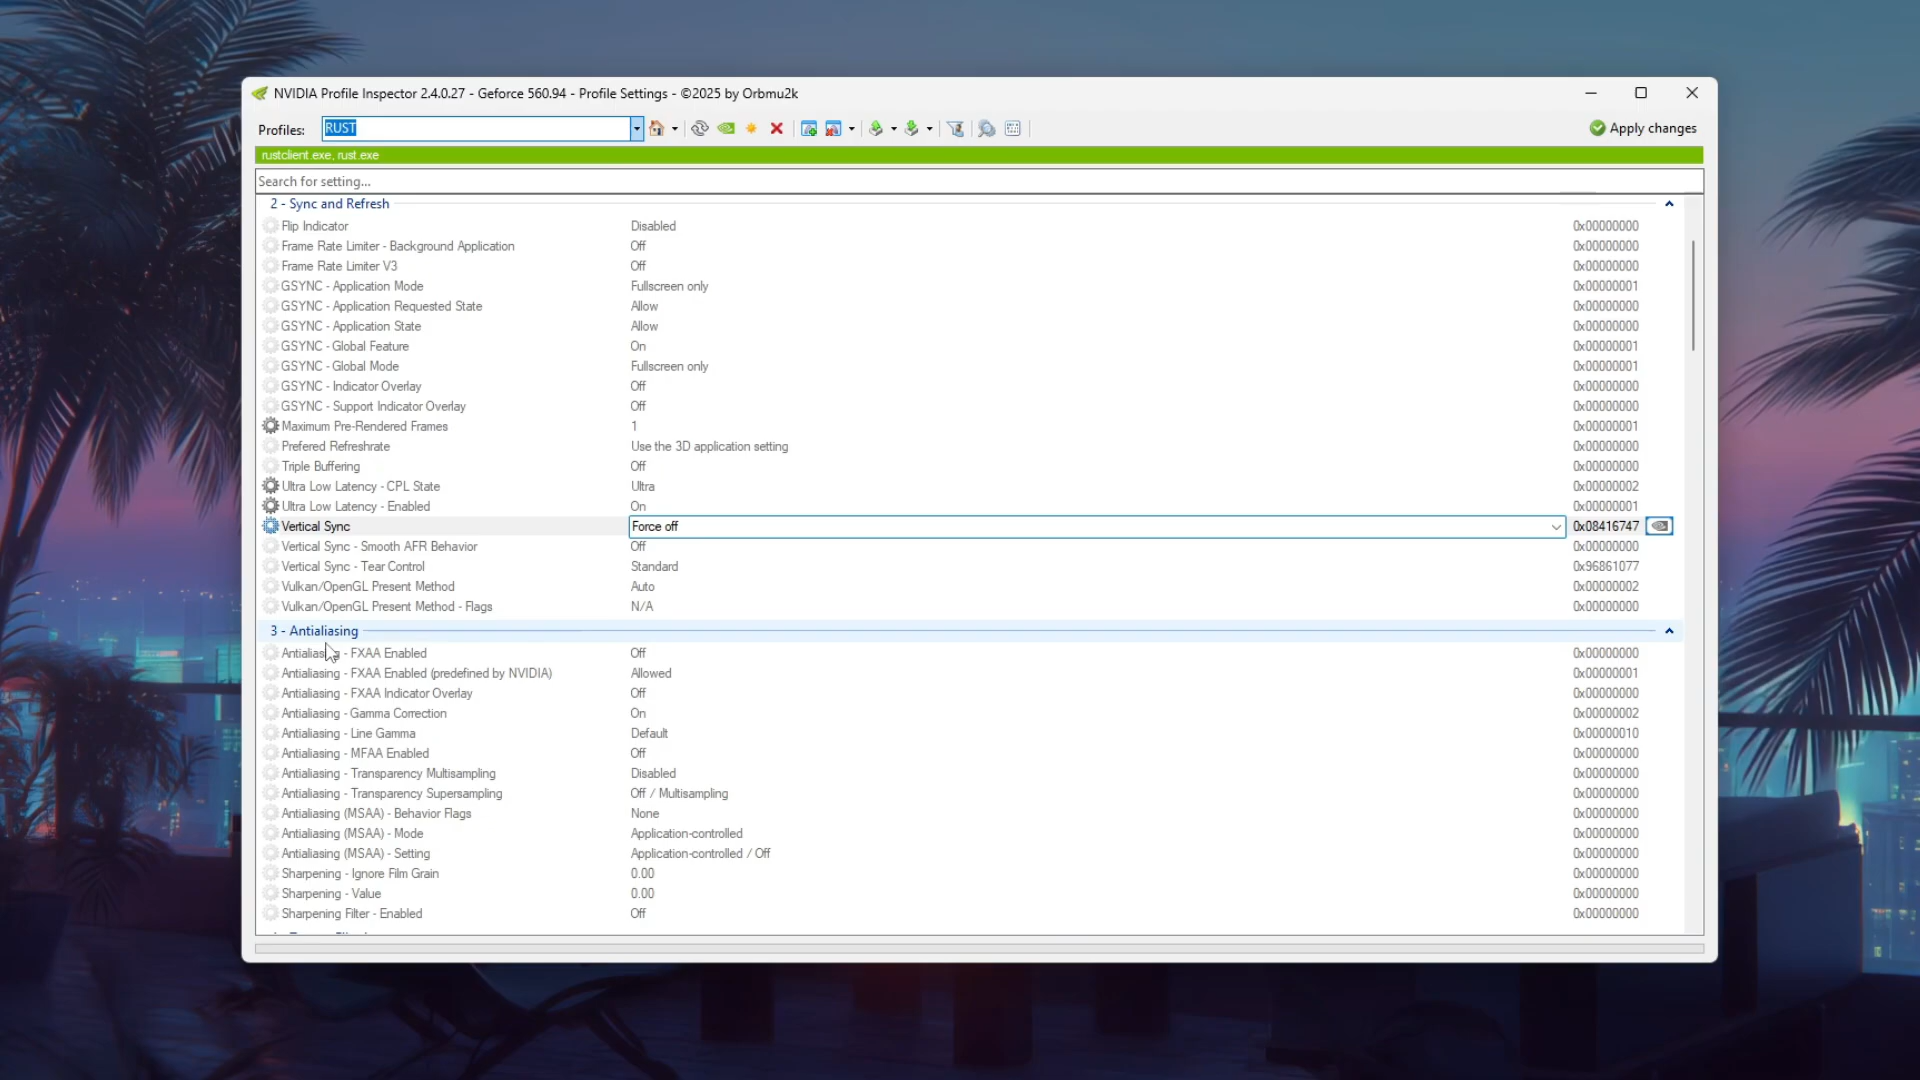 NVIDIA Profile Inspector 2.4.0.27 - Geforce 560.94 - Profile Settings - ©2025 by Orbmu2k
Profiles: RUST Apply changes
rustclient.exe, rust.exe
Search for setting...
2 - Sync and Refresh
Flip Indicator Disabled 0x00000000
Frame Rate Limiter - Background Application Off 0x00000000
Frame Rate Limiter V3 Off 0x00000000
GSYNC - Application Mode Fullscreen only 0x00000001
GSYNC - Application Requested State Allow 0x00000000
GSYNC - Application State Allow 0x00000000
GSYNC - Global Feature On 0x00000001
GSYNC - Global Mode Fullscreen only 0x00000001
GSYNC - Indicator Overlay Off 0x00000000
GSYNC - Support Indicator Overlay Off 0x00000000
Maximum Pre-Rendered Frames 1 0x00000001
Prefered Refreshrate Use the 3D application setting 0x00000000
Triple Buffering Off 0x00000000
Ultra Low Latency - CPL State Ultra 0x00000002
Ultra Low Latency - Enabled On 0x00000001
Vertical Sync Force off 0x08416747
Vertical Sync - Smooth AFR Behavior Off 0x00000000
Vertical Sync - Tear Control Standard 0x96861077
Vulkan/OpenGL Present Method Auto 0x00000002
Vulkan/OpenGL Present Method - Flags N/A 0x00000000
3 - Antialiasing
Antialiasing - FXAA Enabled Off 0x00000000
Antialiasing - FXAA Enabled (predefined by NVIDIA) Allowed 0x00000001
Antialiasing - FXAA Indicator Overlay Off 0x00000000
Antialiasing - Gamma Correction On 0x00000002
Antialiasing - Line Gamma Default 0x00000010
Antialiasing - MFAA Enabled Off 0x00000000
Antialiasing - Transparency Multisampling Disabled 0x00000000
Antialiasing - Transparency Supersampling Off / Multisampling 0x00000000
Antialiasing (MSAA) - Behavior Flags None 0x00000000
Antialiasing (MSAA) - Mode Application-controlled 0x00000000
Antialiasing (MSAA) - Setting Application-controlled / Off 0x00000000
Sharpening - Ignore Film Grain 0.00 0x00000000
Sharpening - Value 0.00 0x00000000
Sharpening Filter - Enabled Off 0x00000000